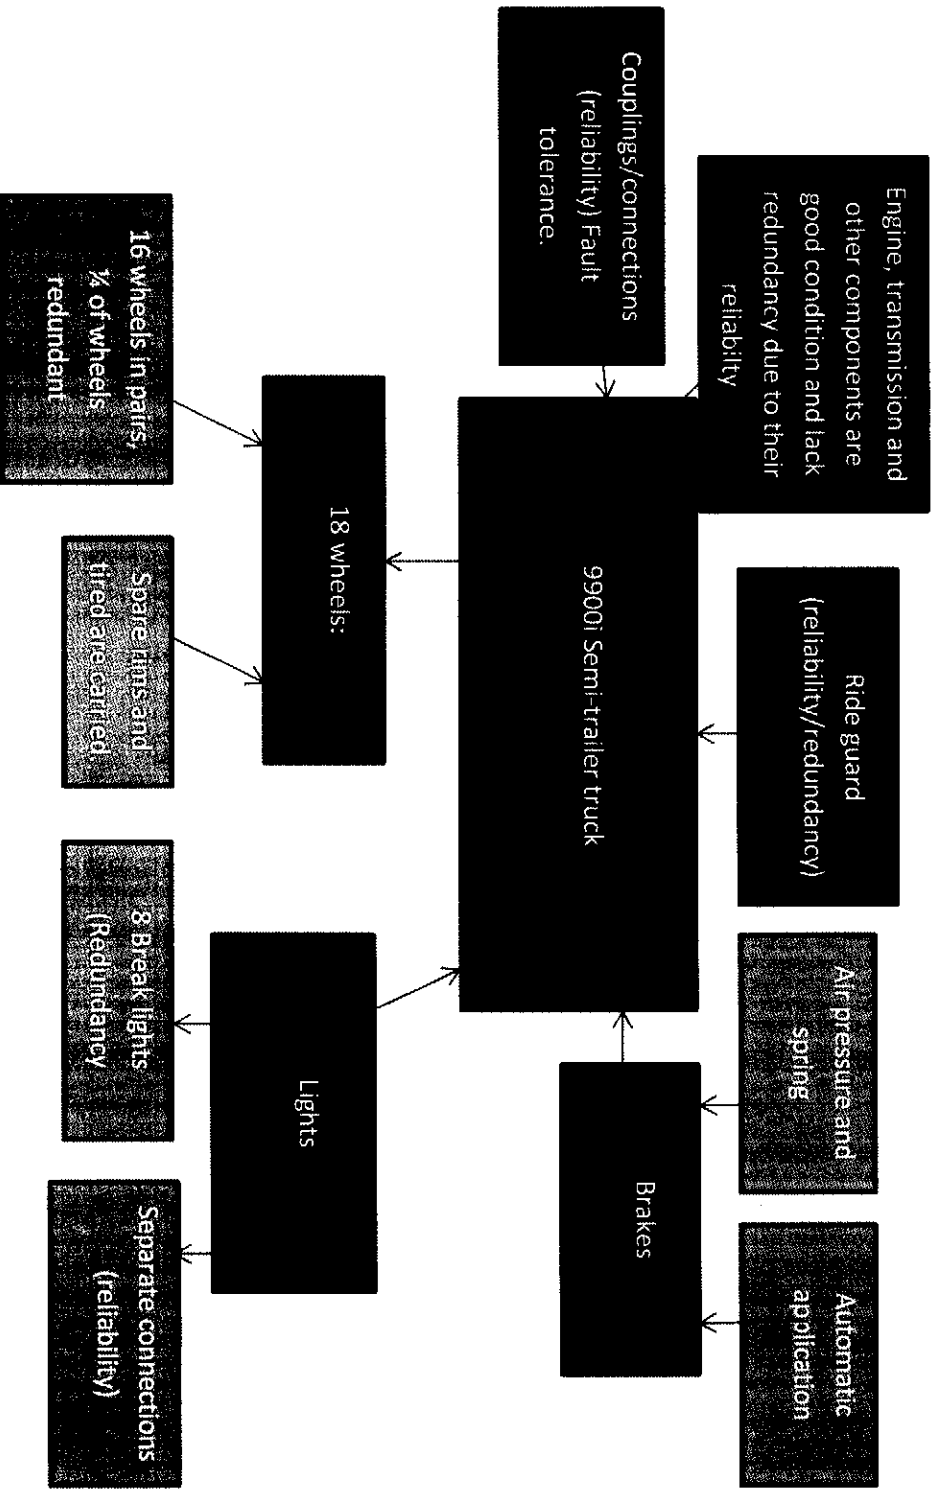 Engine, transmission and
other components are
good condition and lack
redundancy due to their
reliabilty
Ride guard
(reliability/redundancy)
Air pressure and
spring
Automatic
application
Couplings/connections
(reliability) Fault
tolerance.
9900i Semi-trailer truck
Brakes
18 wheels:
Lights
16 wheels in pairs,
¼ of wheels
redundant
Spare rims and
tired are carried.
8 Break lights
(Redundancy
Separate connections
(reliability)